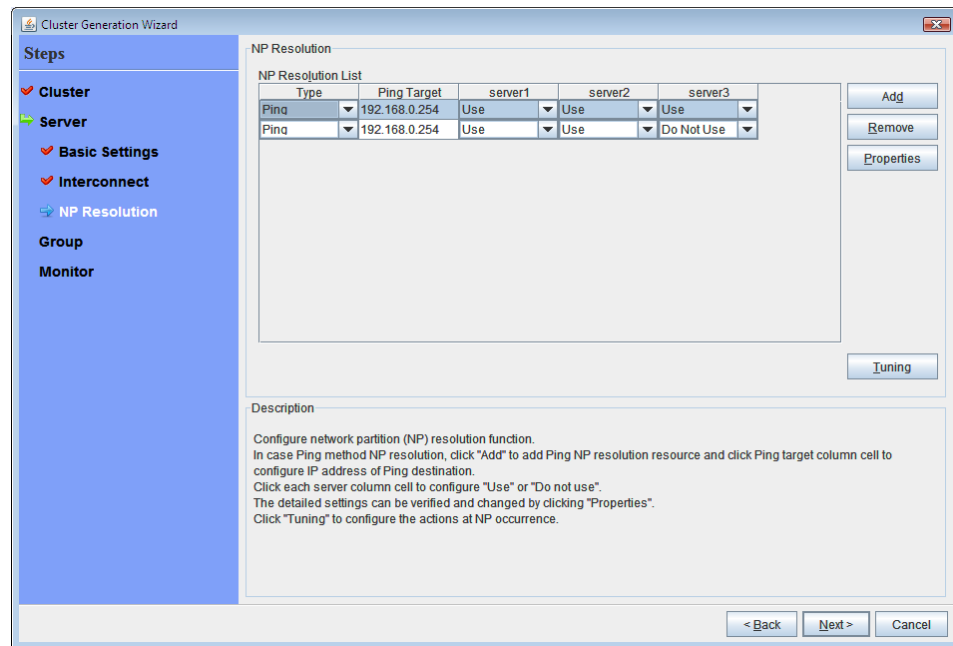 Cluster Generation Wizard
Steps
Cluster
Server
Basic Settings
Interconnect
NP Resolution
Group
Monitor
NP Resolution
NP Resolution List
Type Ping Target server1 server2 server3
Ping 192.168.0.254 Use Use Use
Ping 192.168.0.254 Use Use Do Not Use
Add
Remove
Properties
Tuning
Description
Configure network partition (NP) resolution function.
In case Ping method NP resolution, click "Add" to add Ping NP resolution resource and click Ping target column cell to
configure IP address of Ping destination.
Click each server column cell to configure "Use" or "Do not use".
The detailed settings can be verified and changed by clicking "Properties".
Click "Tuning" to configure the actions at NP occurrence.
< Back Next > Cancel